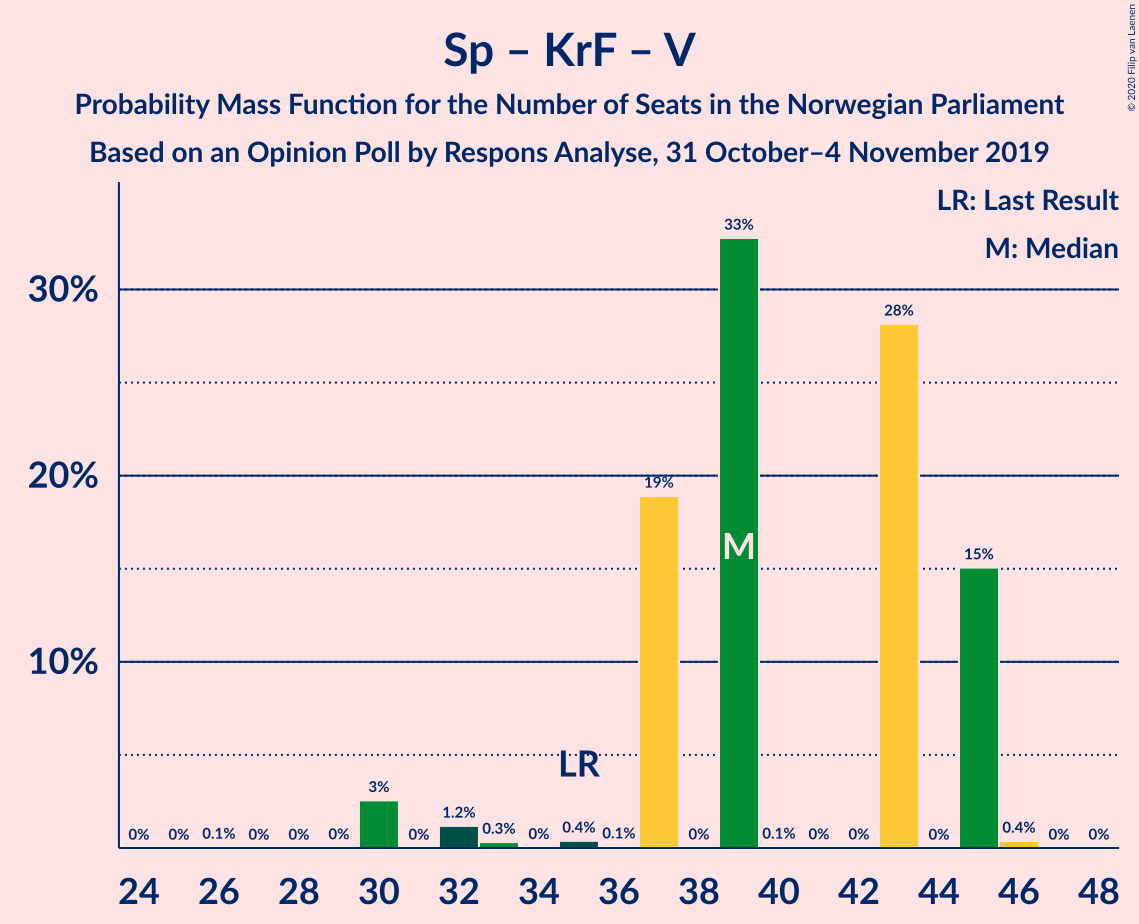 Sp – KrF – V
Probability Mass Function for the Number of Seats in the Norwegian Parliament
Based on an Opinion Poll by Respons Analyse, 31 October–4 November 2019
© 2020 Filip van Laenen
LR: Last Result
M: Median
30%
20%
10%
0% 0% 0.1% 0% 0% 0% 3% 0% 1.2% 0.3% 0% 0.4% 0.1% 19% 0% 33% 0.1% 0% 0% 28% 0% 15% 0.4% 0% 0%
LR
M
24 26 28 30 32 34 36 38 40 42 44 46 48